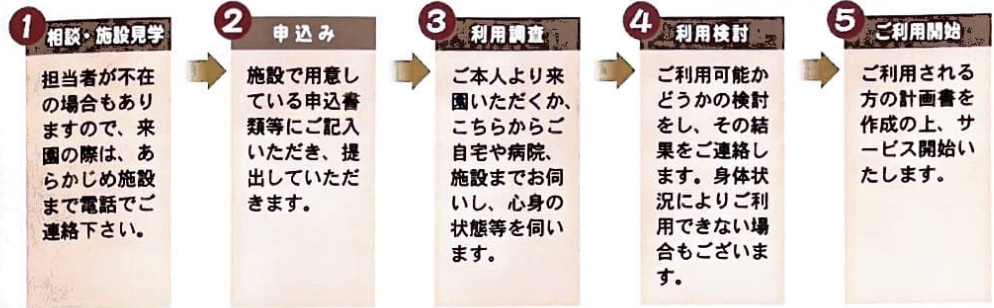 1 相談・施設見学
担当者が不在
の場合もあり
ますので、来
園の際は、あ
らかじめ施設
まで電話でご
連絡下さい。
2 申込み
施設で用意し
ている申込書
類等にご記入
いただき、提
出していただ
きます。
3 利用調査
ご本人より来
園いただくか、
こちらからご
自宅や病院、
施設までお伺
いし、心身の
状態等を伺い
ます。
4 利用検討
ご利用可能か
どうかの検討
をし、その結
果をご連絡し
ます。身体状
況によりご利
用できない場
合もございま
す。
5 ご利用開始
ご利用される
方の計画書を
作成の上、サ
ービス開始い
たします。